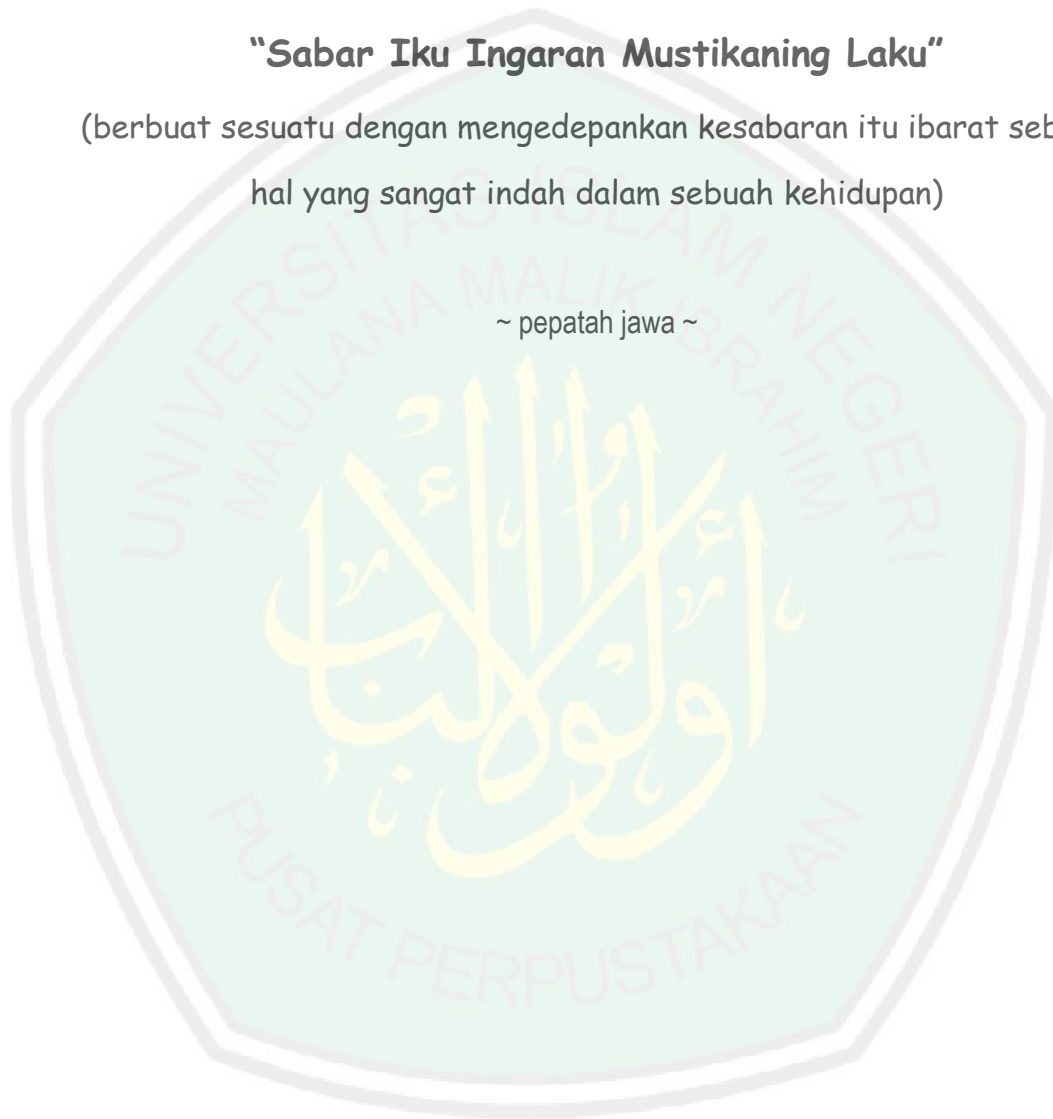 “Sabar Iku Ingaran Mustikaning Laku”
(berbuat sesuatu dengan mengedepankan kesabaran itu ibarat
hal yang sangat indah dalam sebuah kehidupan)
~ pepatah jawa ~
UNIVERSITAS ISLAM NEGERI
MAULANA MALIK IBRAHIM
PUSAT PERPUSTAKAAN